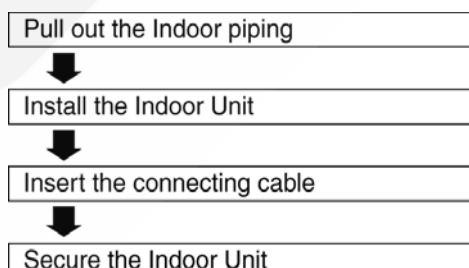 Pull out the Indoor piping
Install the Indoor Unit
Insert the connecting cable
Secure the Indoor Unit